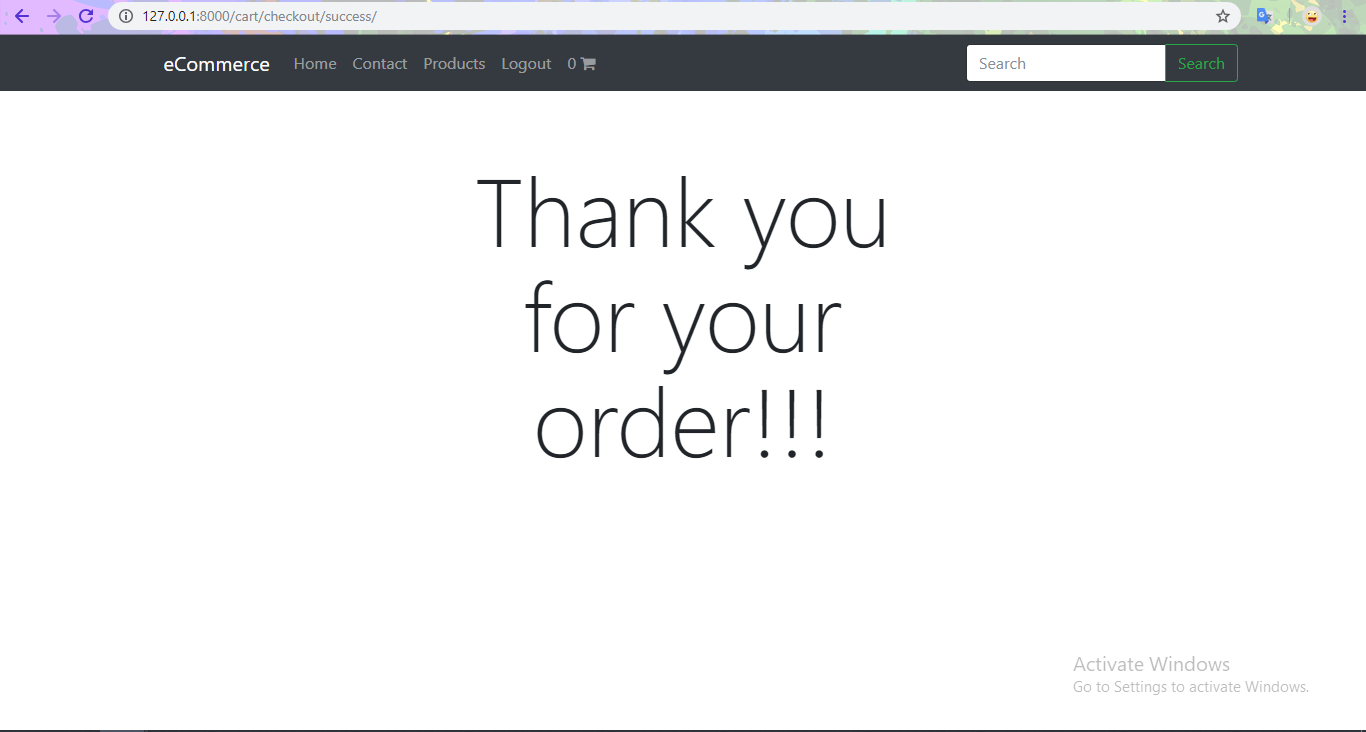 127.0.0.1:8000/cart/checkout/success/
eCommerce Home Contact Products Logout 0 Search Search
Thank you
for your
order!!!
Activate Windows
Go to Settings to activate Windows.